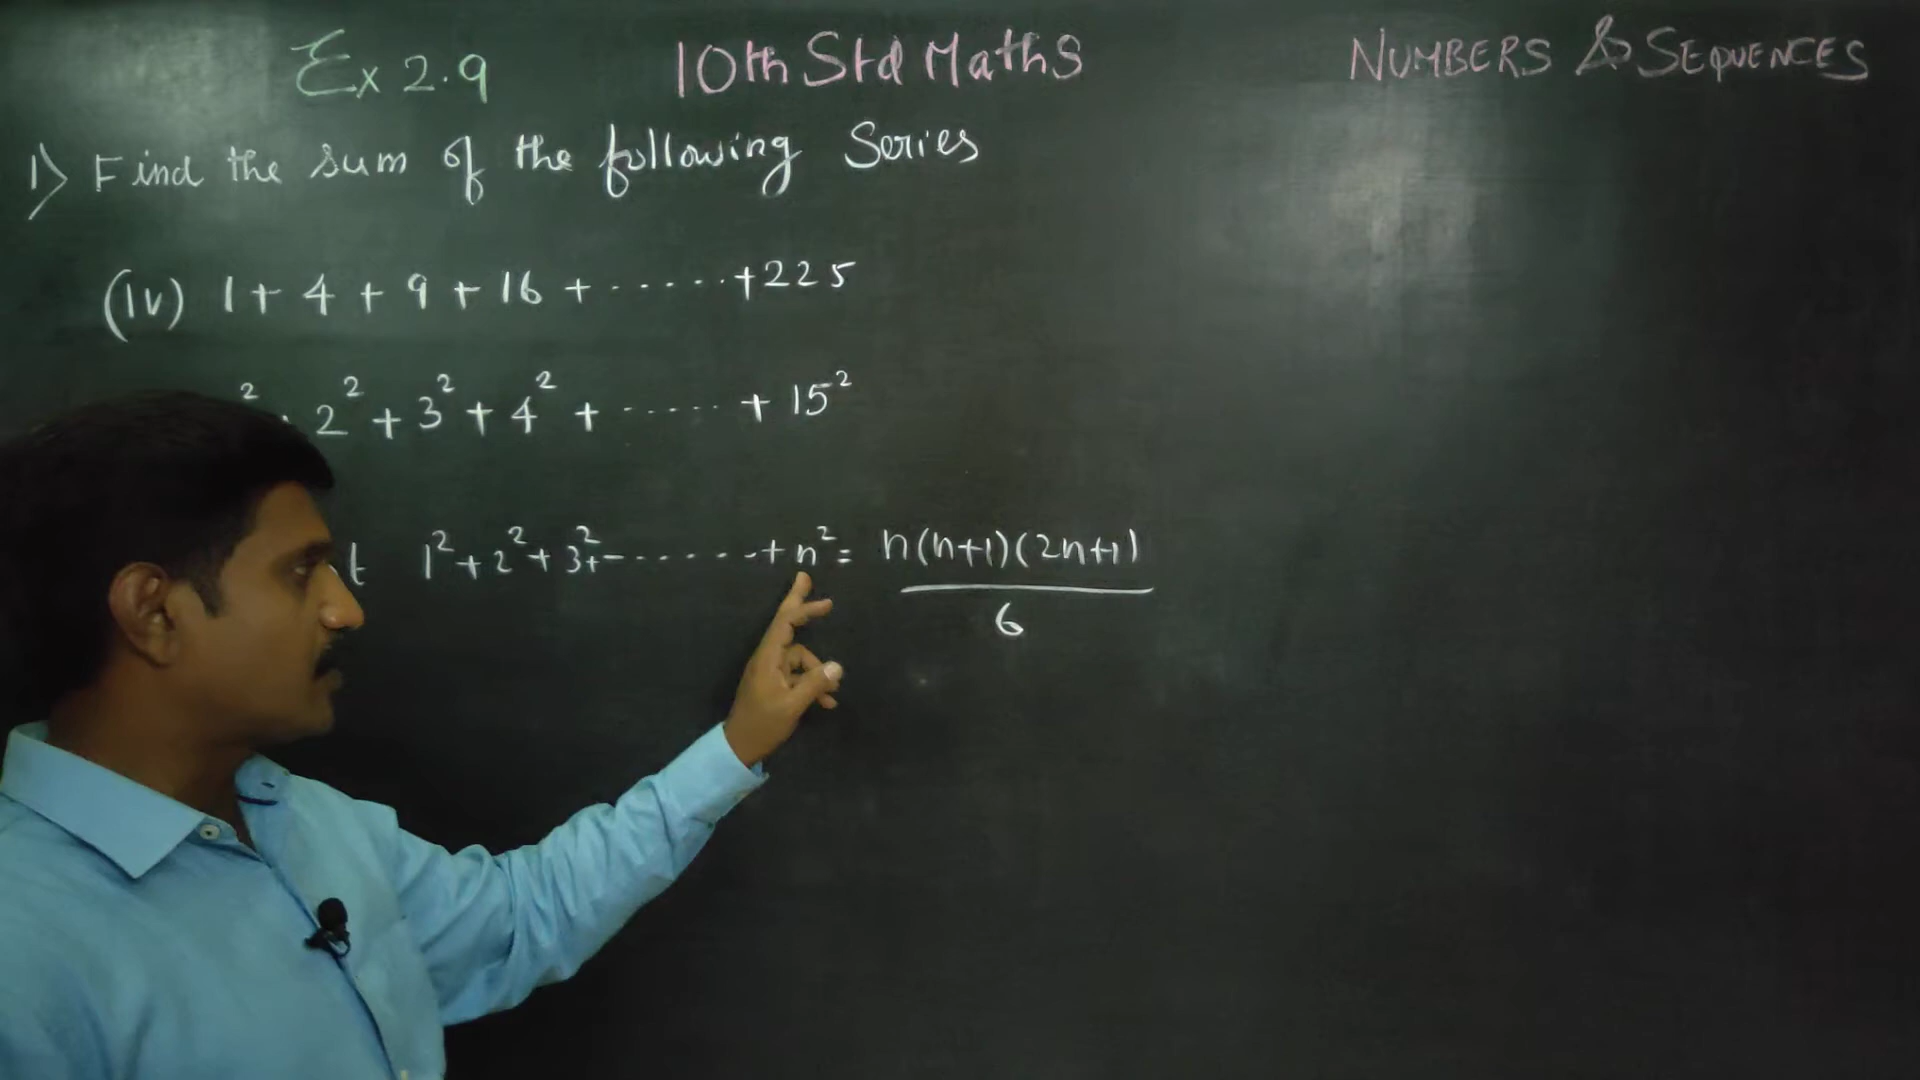 Ex 2.9 10th Std Maths NUMBERS & SEQUENCES
1) Find the sum of the following Series
(iv) 1 + 4 + 9 + 16 + ...... + 225
² + 2² + 3² + 4² + ...... + 15²
t 1² + 2² + 3² + - ...... + n² = n(n+1)(2n+1)
6